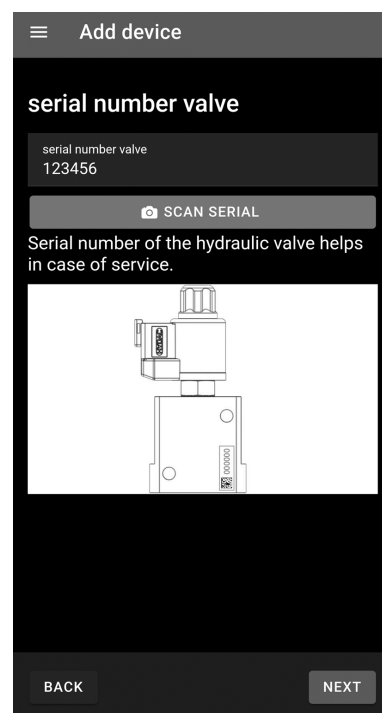 Add device
serial number valve
serial number valve
123456
SCAN SERIAL
Serial number of the hydraulic valve helps
in case of service.
000000
BACK
NEXT